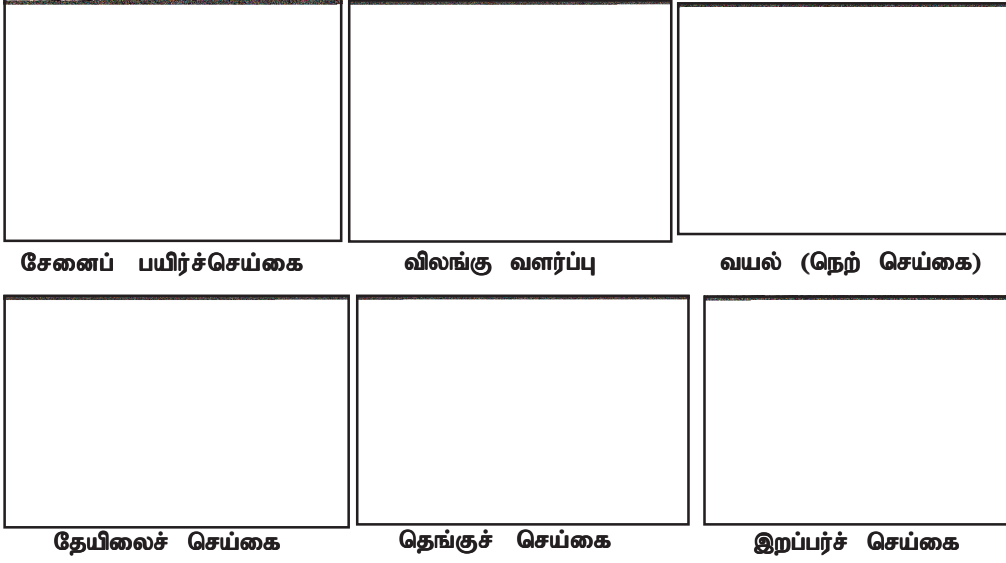 சேனைப் பயிர்ச்செய்கை
விலங்கு வளர்ப்பு
வயல் (நெற் செய்கை)
தேயிலைச் செய்கை
தெங்குச் செய்கை
இறப்பர்ச் செய்கை